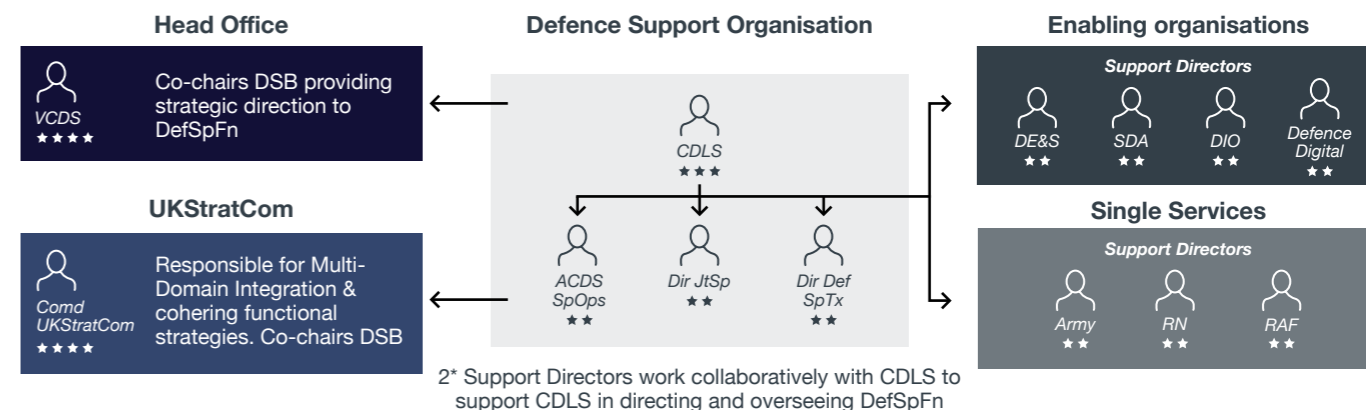 Head Office
VCDS
★★★★
Co-chairs DSB providing
strategic direction to
DefSpFn
UKStratCom
Comd
UKStratCom
★★★★
Responsible for Multi-
Domain Integration &
cohering functional
strategies. Co-chairs DSB
Defence Support Organisation
CDLS
★★★
ACDS
SpOps
★★
Dir JtSp
★★
Dir Def
SpTx
★★
2* Support Directors work collaboratively with CDLS to
support CDLS in directing and overseeing DefSpFn
Enabling organisations
Support Directors
DE&S
★★
SDA
★★
DIO
★★
Defence
Digital
★★
Single Services
Support Directors
Army
★★
RN
★★
RAF
★★